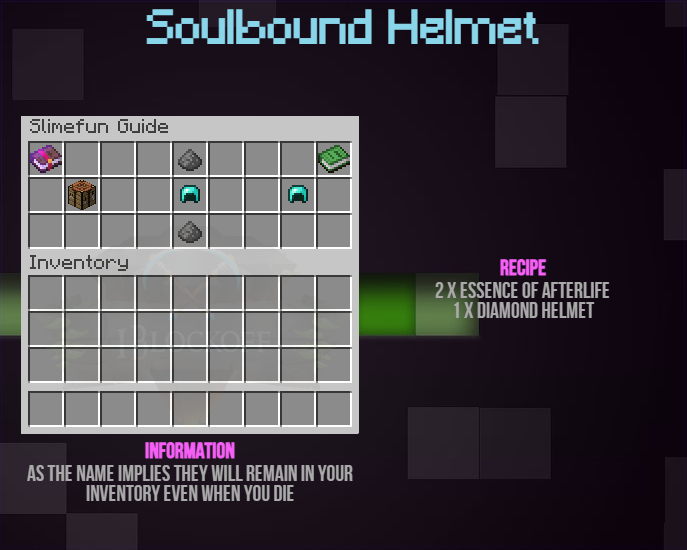 Soulbound Helmet
Slimefun Guide
Inventory
1Blockoff
RECIPE
2 X ESSENCE OF AFTERLIFE
1 X DIAMOND HELMET
INFORMATION
AS THE NAME IMPLIES THEY WILL REMAIN IN YOUR
INVENTORY EVEN WHEN YOU DIE